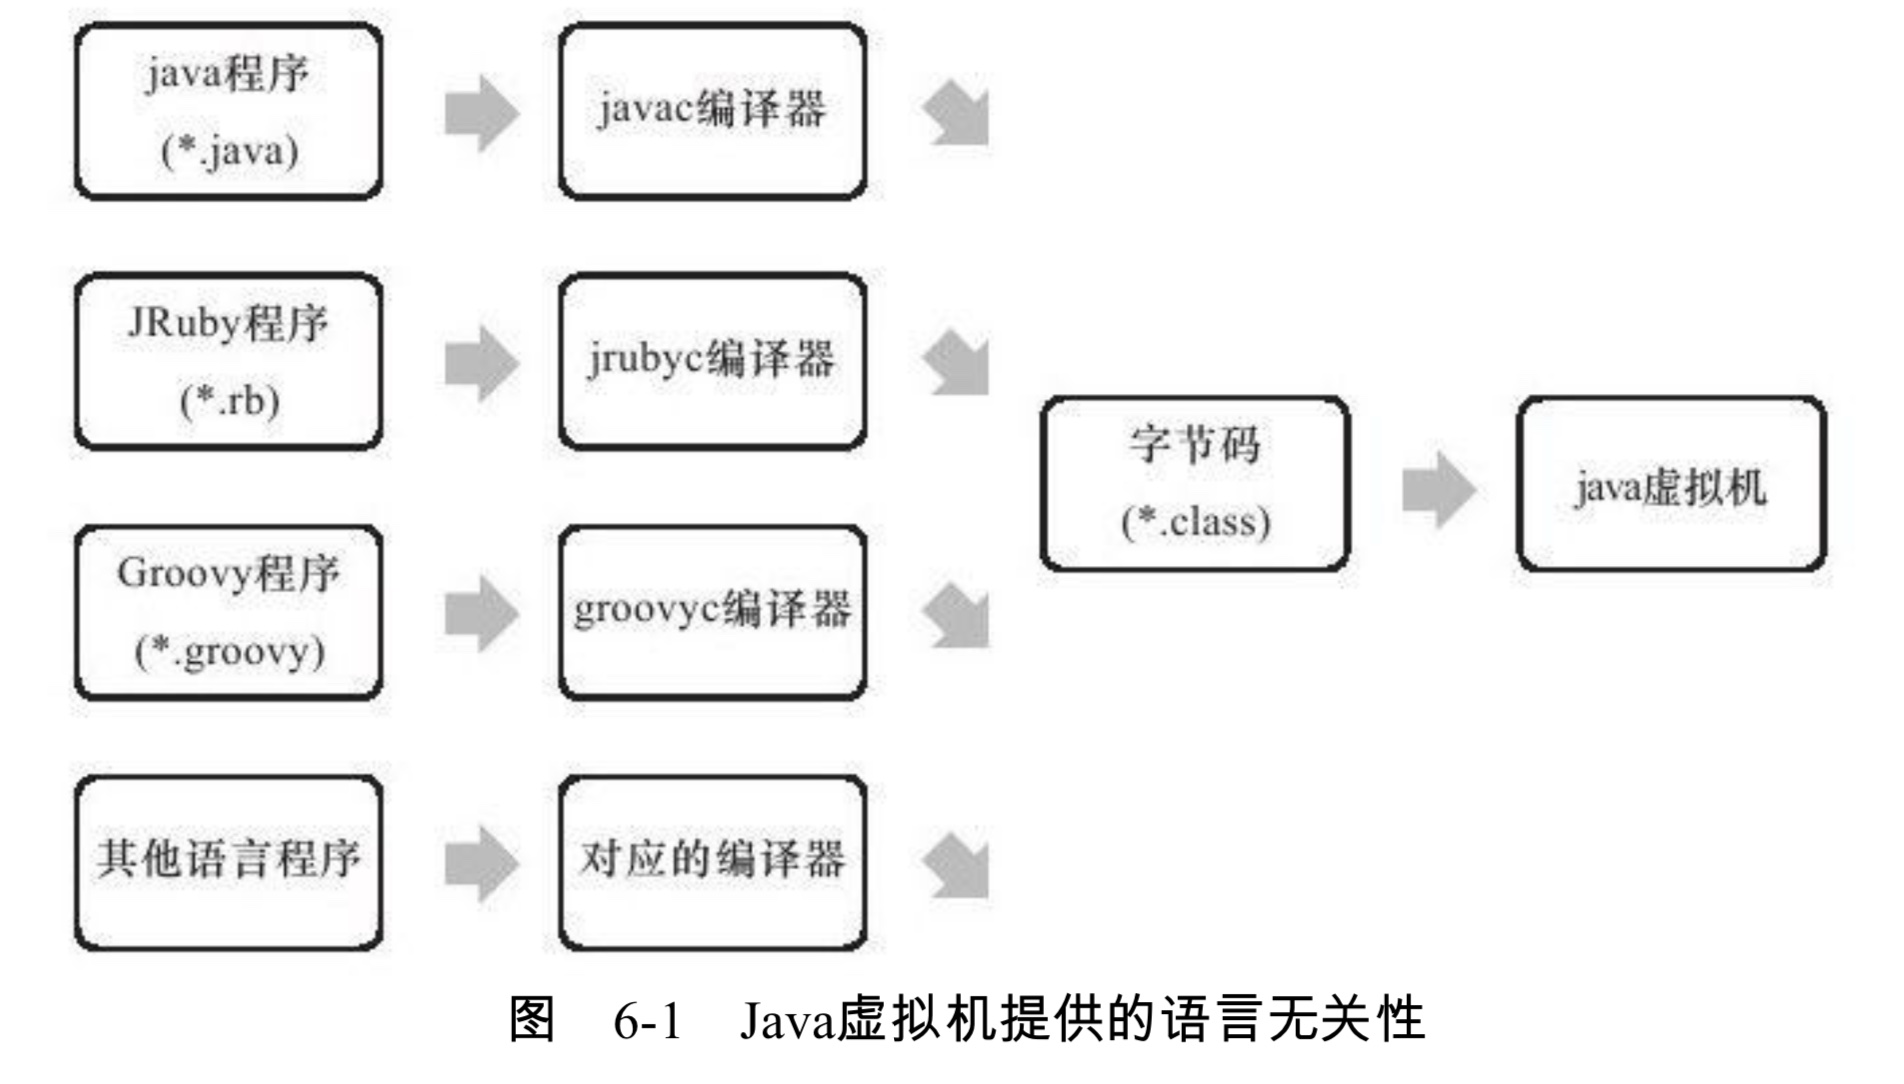 java程序
(*.java)
javac编译器
JRuby程序
(*.rb)
jrubyc编译器
Groovy程序
(*.groovy)
groovyc编译器
其他语言程序
对应的编译器
字节码
(*.class)
java虚拟机
图 6-1 Java虚拟机提供的语言无关性